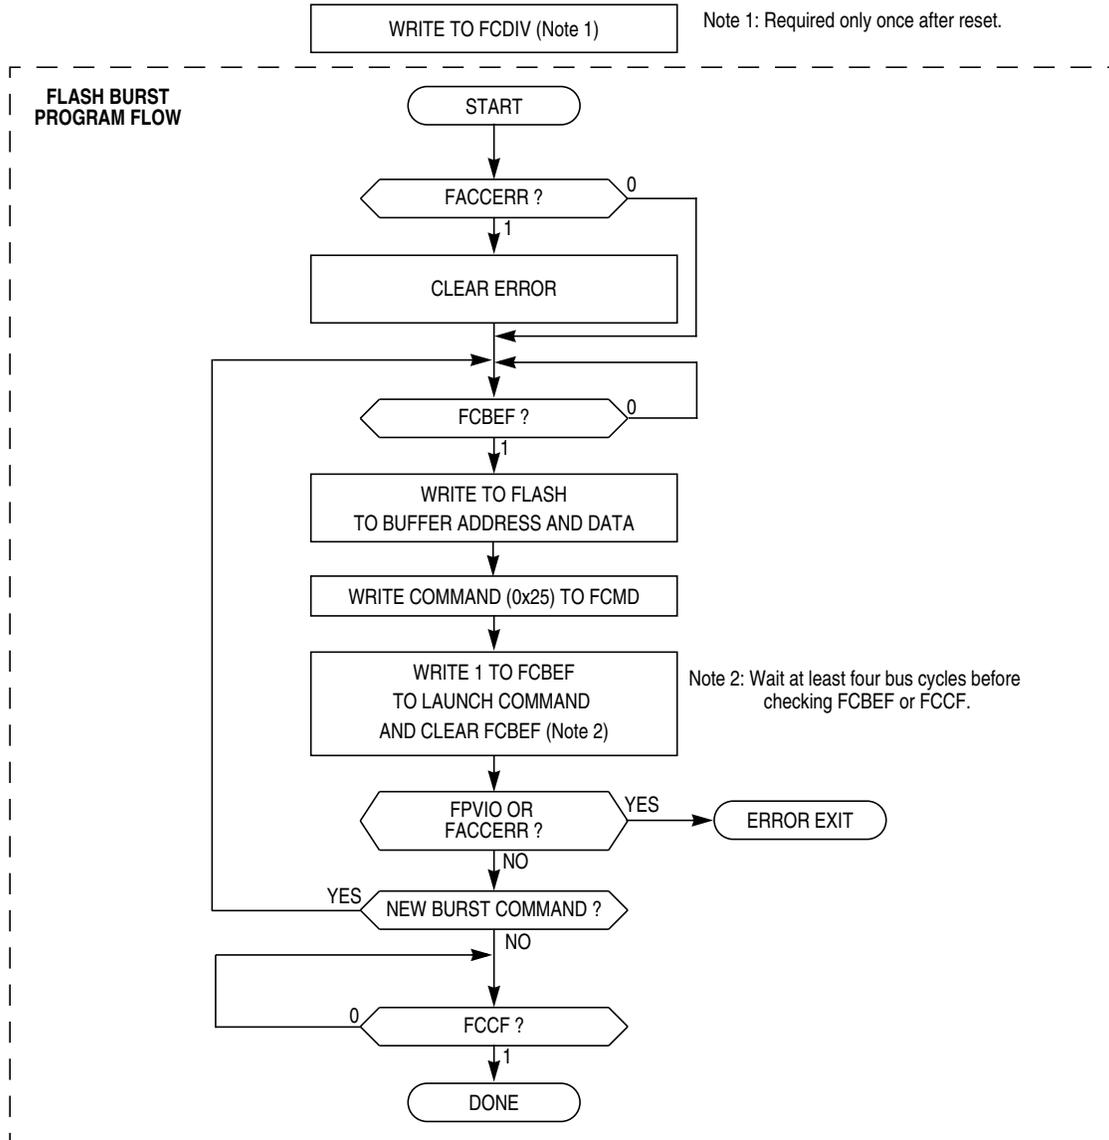 WRITE TO FCDIV (Note 1)
Note 1: Required only once after reset.
FLASH BURST
PROGRAM FLOW
START
FACCERR ?
0
1
CLEAR ERROR
FCBEF ?
0
1
WRITE TO FLASH
TO BUFFER ADDRESS AND DATA
WRITE COMMAND (0x25) TO FCMD
WRITE 1 TO FCBEF
TO LAUNCH COMMAND
AND CLEAR FCBEF (Note 2)
Note 2: Wait at least four bus cycles before
checking FCBEF or FCCF.
FPVIO OR
FACCERR ?
YES
ERROR EXIT
NO
YES
NEW BURST COMMAND ?
NO
0
FCCF ?
1
DONE